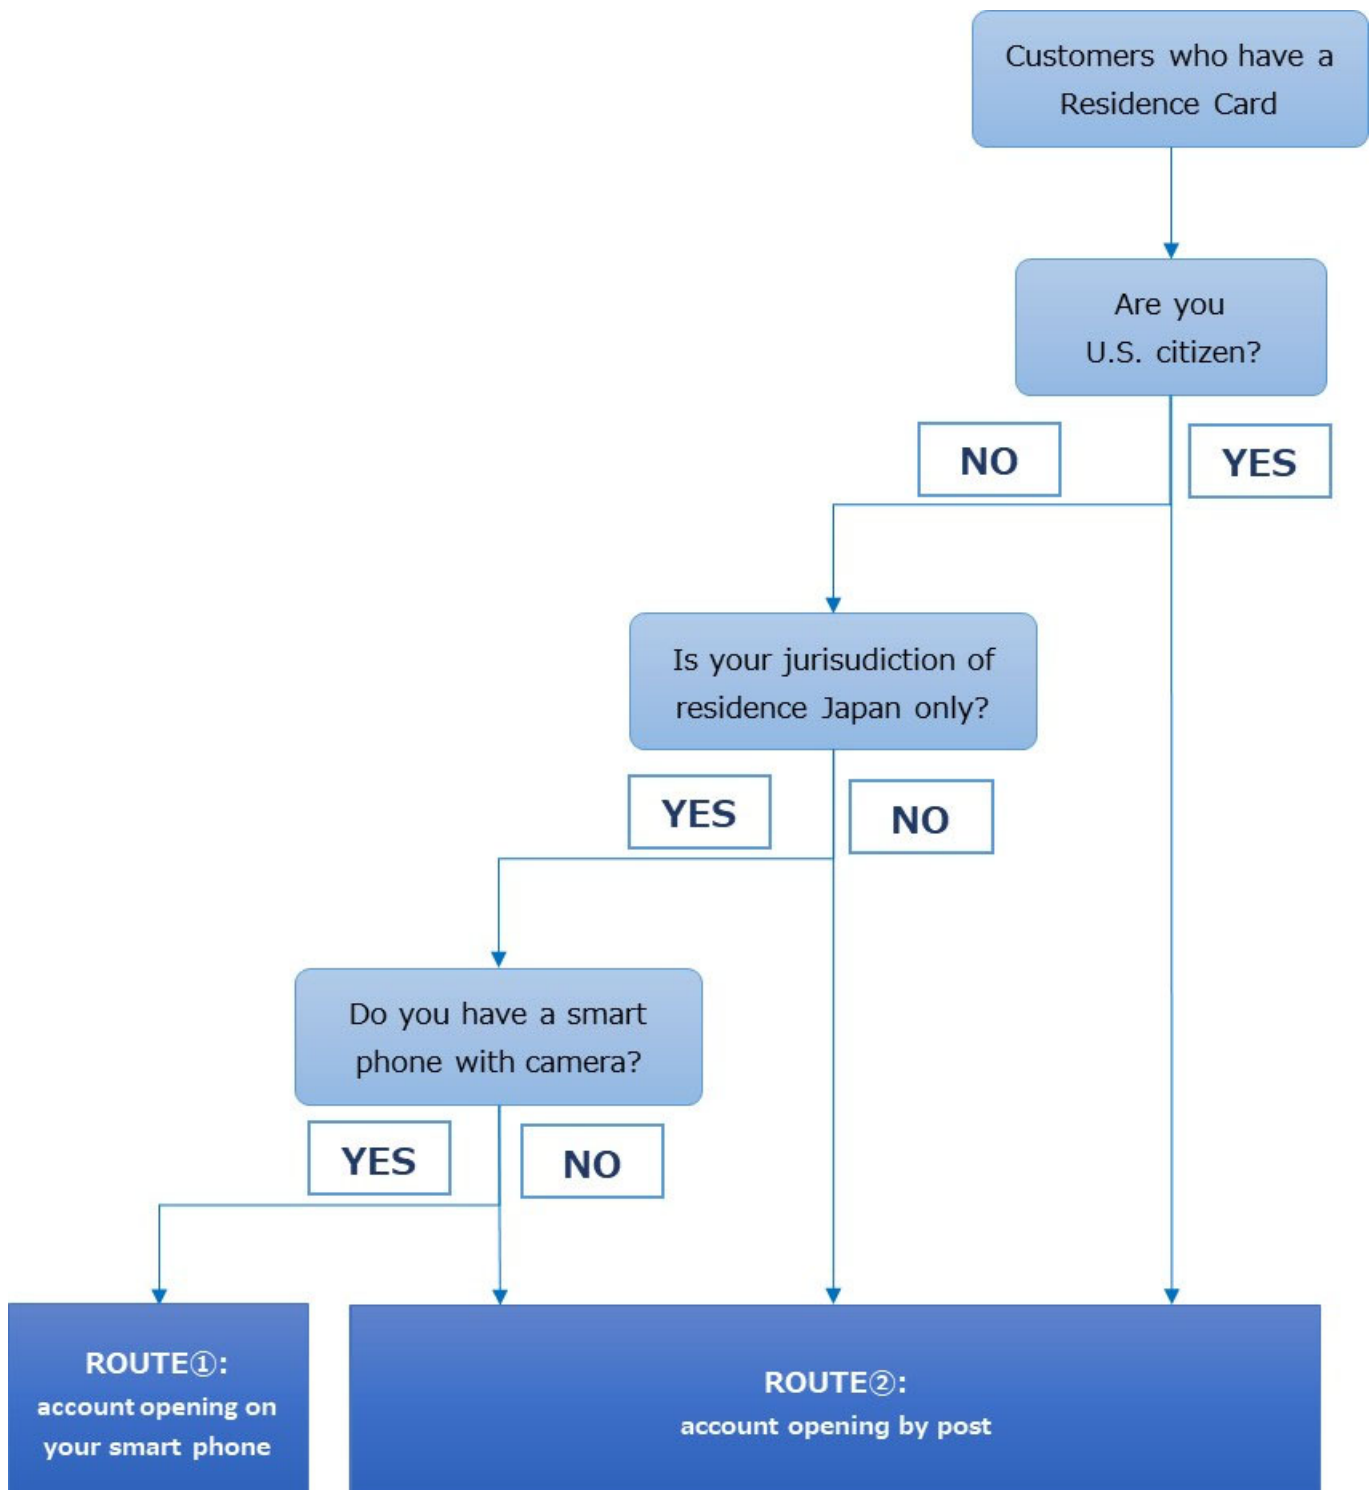 Customers who have a
Residence Card
Are you
U.S. citizen?
NO
YES
Is your jurisudiction of
residence Japan only?
YES
NO
Do you have a smart
phone with camera?
YES
NO
ROUTE①:
account opening on
your smart phone
ROUTE②:
account opening by post